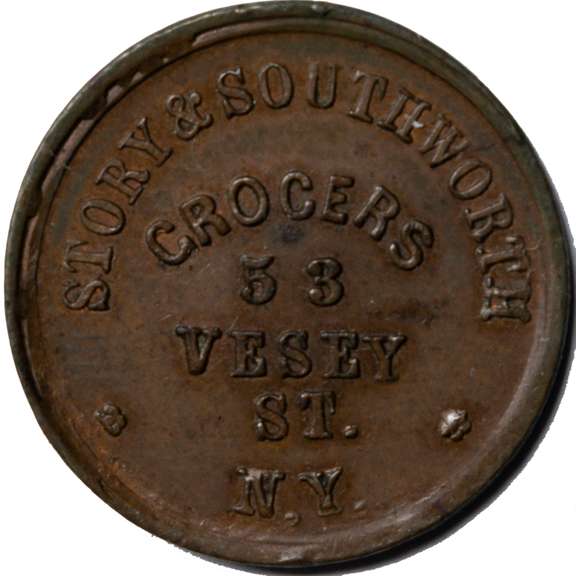 STORY & SOUTHWORTH
GROCERS
53
VESEY
ST.
N,Y.